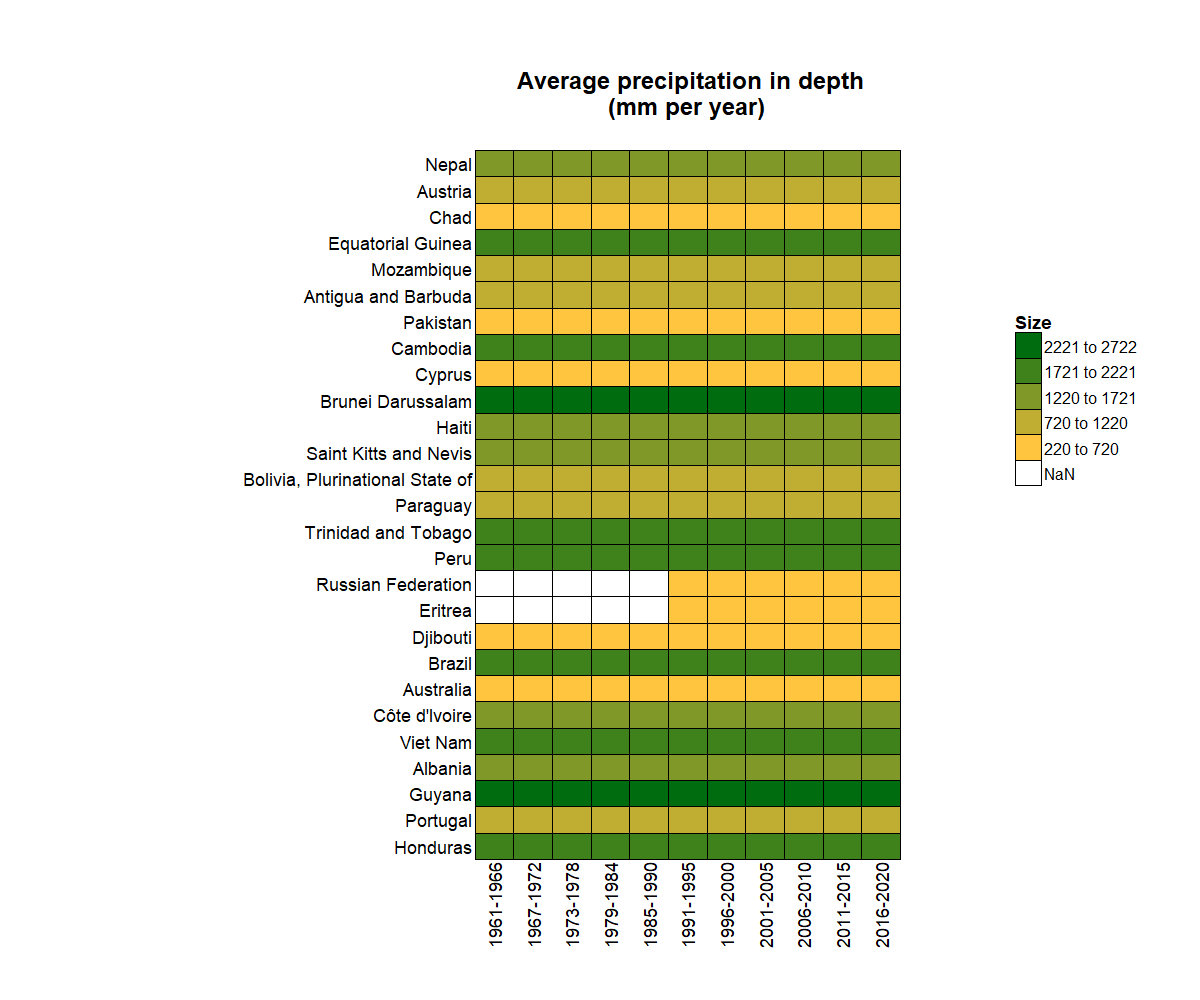 Average precipitation in depth
(mm per year)
Nepal
Austria
Chad
Equatorial Guinea
Mozambique
Antigua and Barbuda
Pakistan
Cambodia
Cyprus
Brunei Darussalam
Haiti
Saint Kitts and Nevis
Bolivia, Plurinational State of
Paraguay
Trinidad and Tobago
Peru
Russian Federation
Eritrea
Djibouti
Brazil
Australia
Côte d'Ivoire
Viet Nam
Albania
Guyana
Portugal
Honduras
1961-1966
1967-1972
1973-1978
1979-1984
1985-1990
1991-1995
1996-2000
2001-2005
2006-2010
2011-2015
2016-2020
Size
2221 to 2722
1721 to 2221
1220 to 1721
720 to 1220
220 to 720
NaN